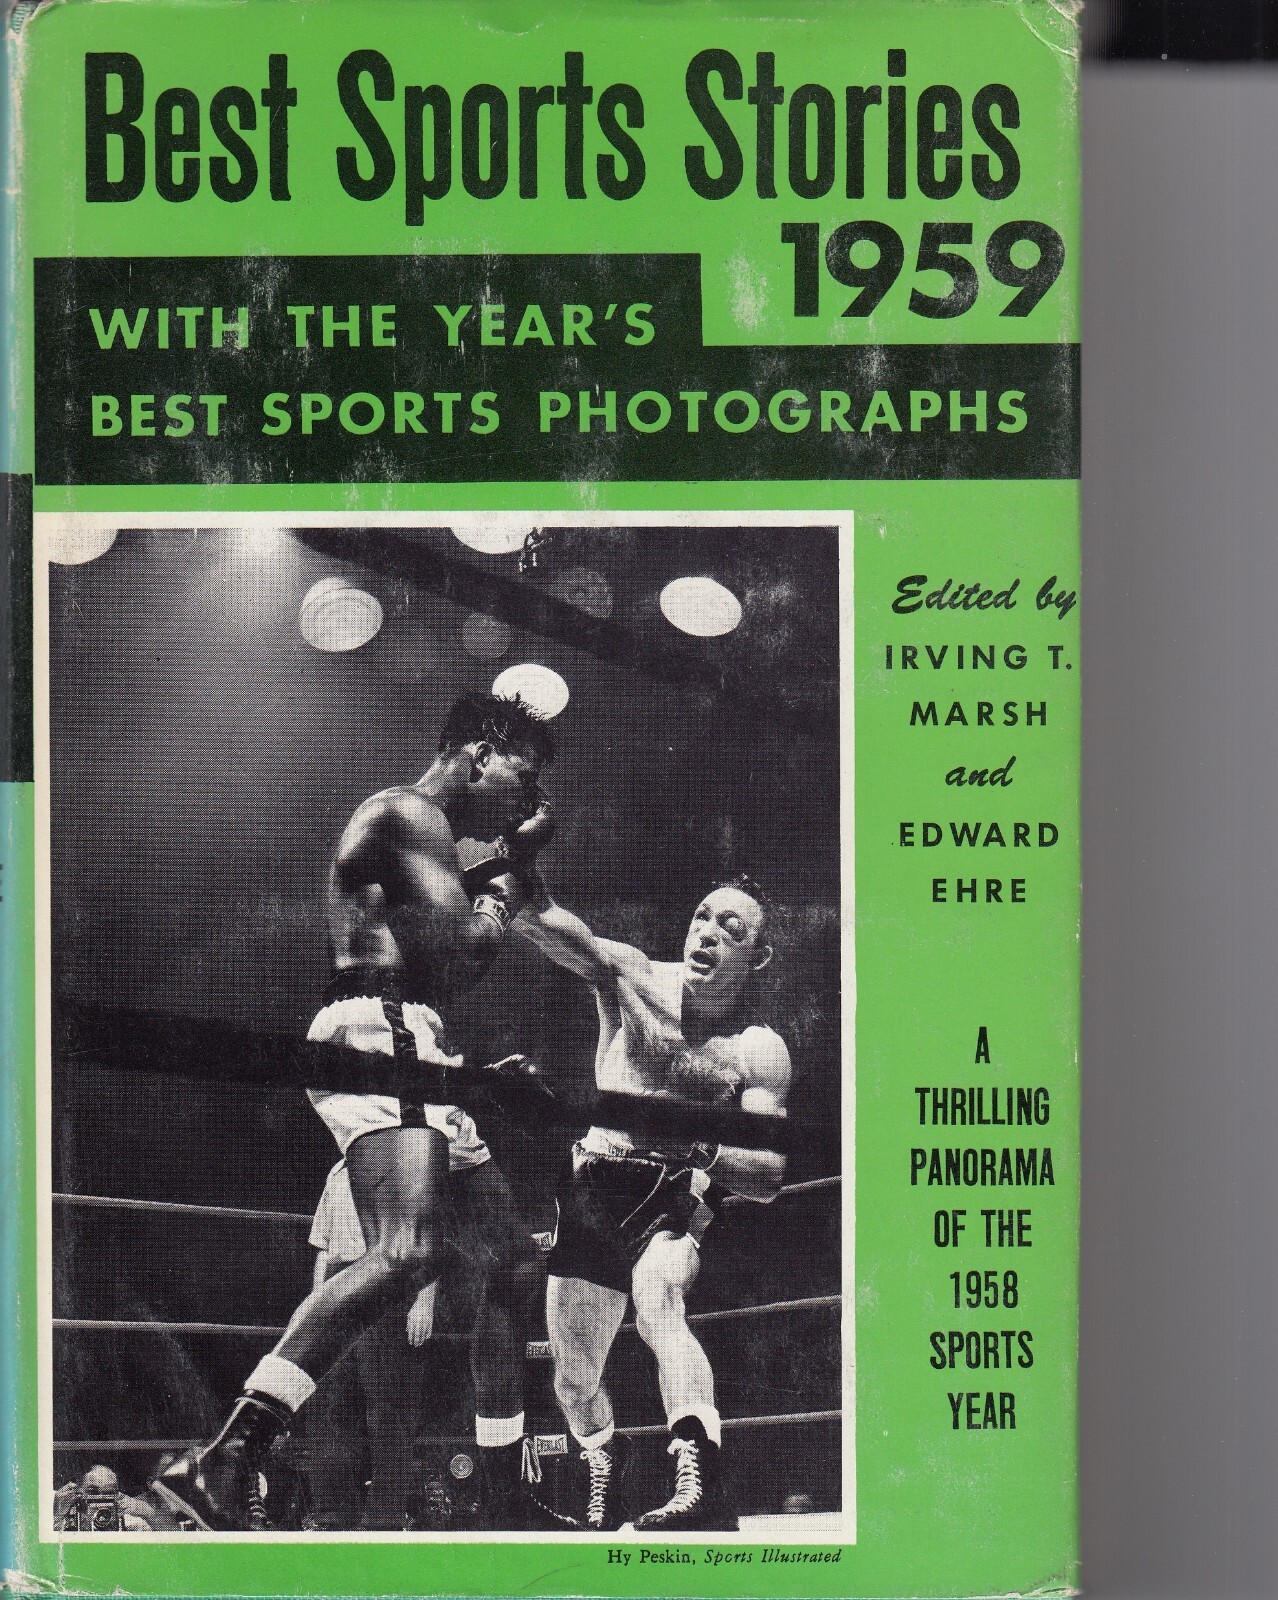 Best Sports Stories
1959
WITH THE YEAR'S
BEST SPORTS PHOTOGRAPHS
Edited by
IRVING T.
MARSH
and
EDWARD
EHRE
A
THRILLING
PANORAMA
OF THE
1958
SPORTS
YEAR
EVERLAST
Hy Peskin, Sports Illustrated